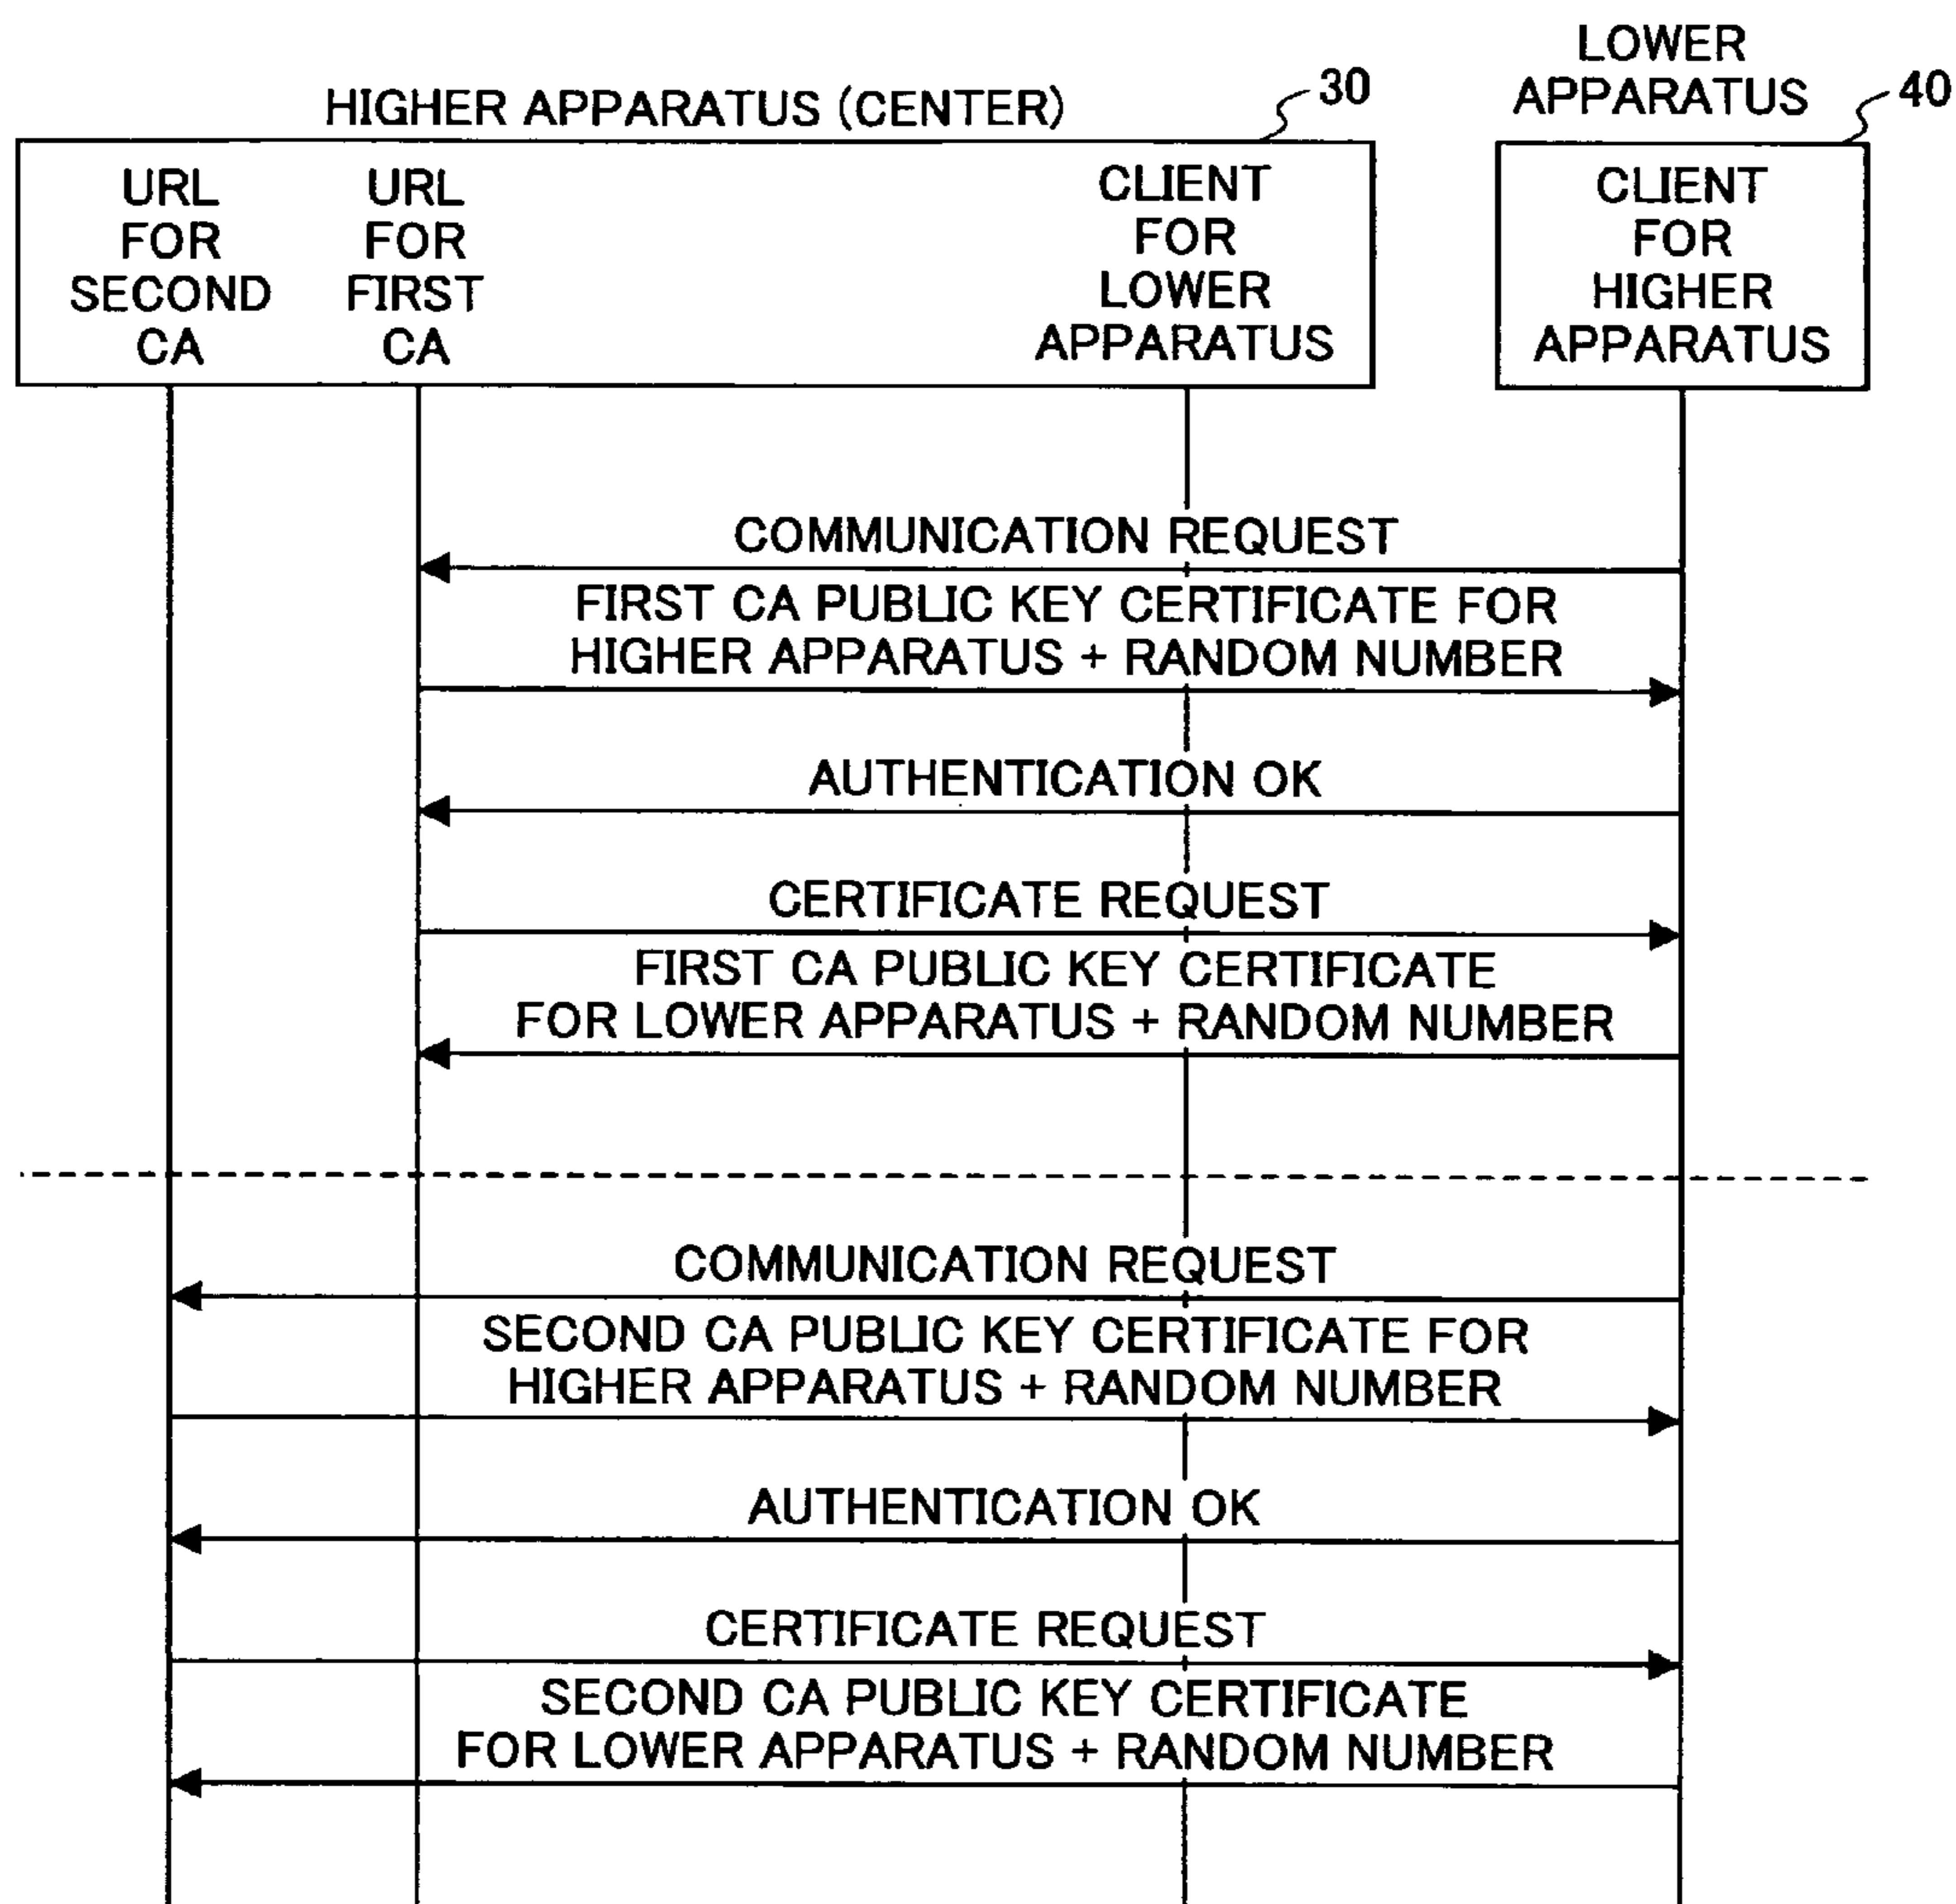 LOWER
APPARATUS
40
HIGHER APPARATUS (CENTER)
30
URL
FOR
SECOND
CA
URL
FOR
FIRST
CA
CLIENT
FOR
LOWER
APPARATUS
CLIENT
FOR
HIGHER
APPARATUS
COMMUNICATION REQUEST
FIRST CA PUBLIC KEY CERTIFICATE FOR
HIGHER APPARATUS + RANDOM NUMBER
AUTHENTICATION OK
CERTIFICATE REQUEST
FIRST CA PUBLIC KEY CERTIFICATE
FOR LOWER APPARATUS + RANDOM NUMBER
COMMUNICATION REQUEST
SECOND CA PUBLIC KEY CERTIFICATE FOR
HIGHER APPARATUS + RANDOM NUMBER
AUTHENTICATION OK
CERTIFICATE REQUEST
SECOND CA PUBLIC KEY CERTIFICATE
FOR LOWER APPARATUS + RANDOM NUMBER